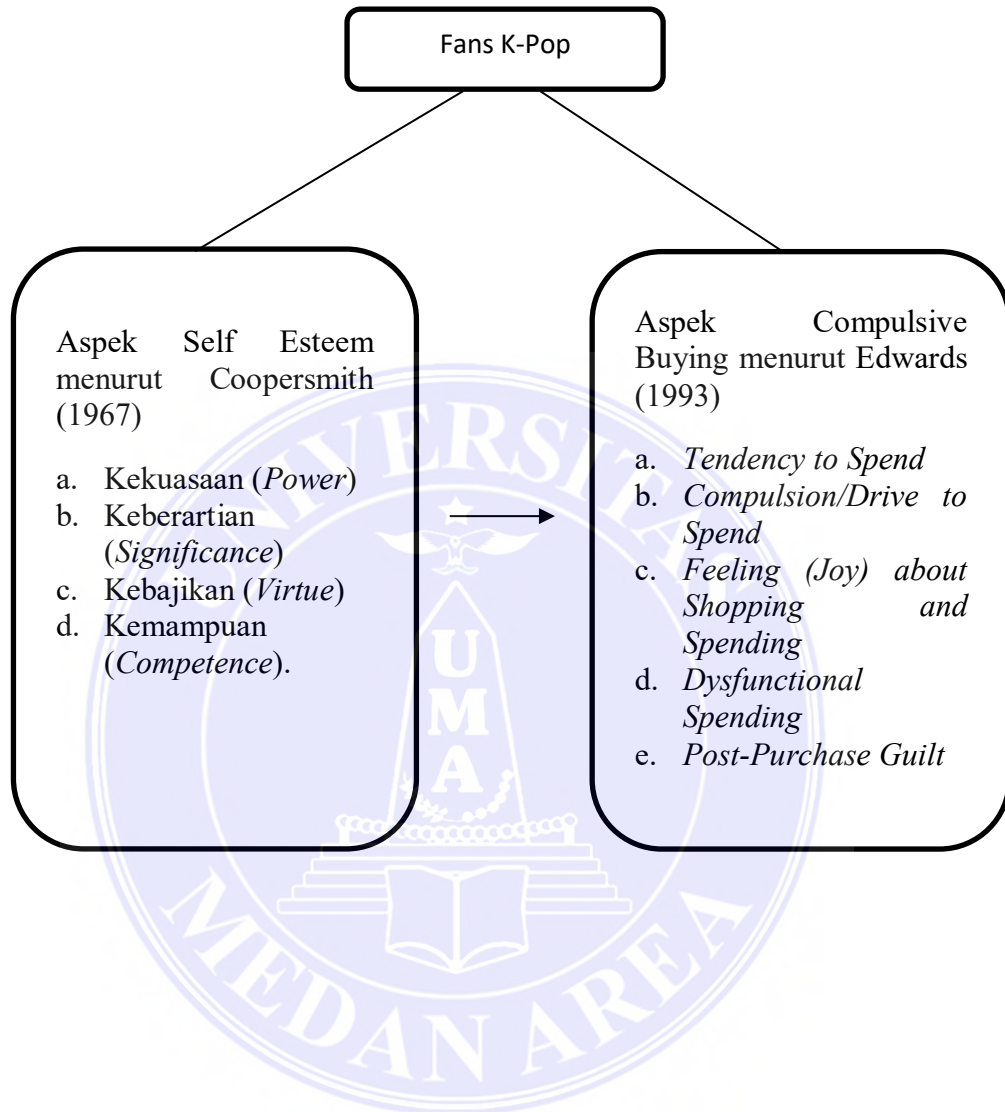 Fans K-Pop
Aspek Self Esteem
menurut Coopersmith
(1967)
a. Kekuasaan (Power)
b. Keberartian
(Significance)
c. Kebajikan (Virtue)
d. Kemampuan
(Competence).
Aspek Compulsive
Buying menurut Edwards
(1993)
a. Tendency to Spend
b. Compulsion/Drive to
Spend
c. Feeling (Joy) about
Shopping and
Spending
d. Dysfunctional
Spending
e. Post-Purchase Guilt
UNIVERSITAS
U
M
A
MEDAN AREA